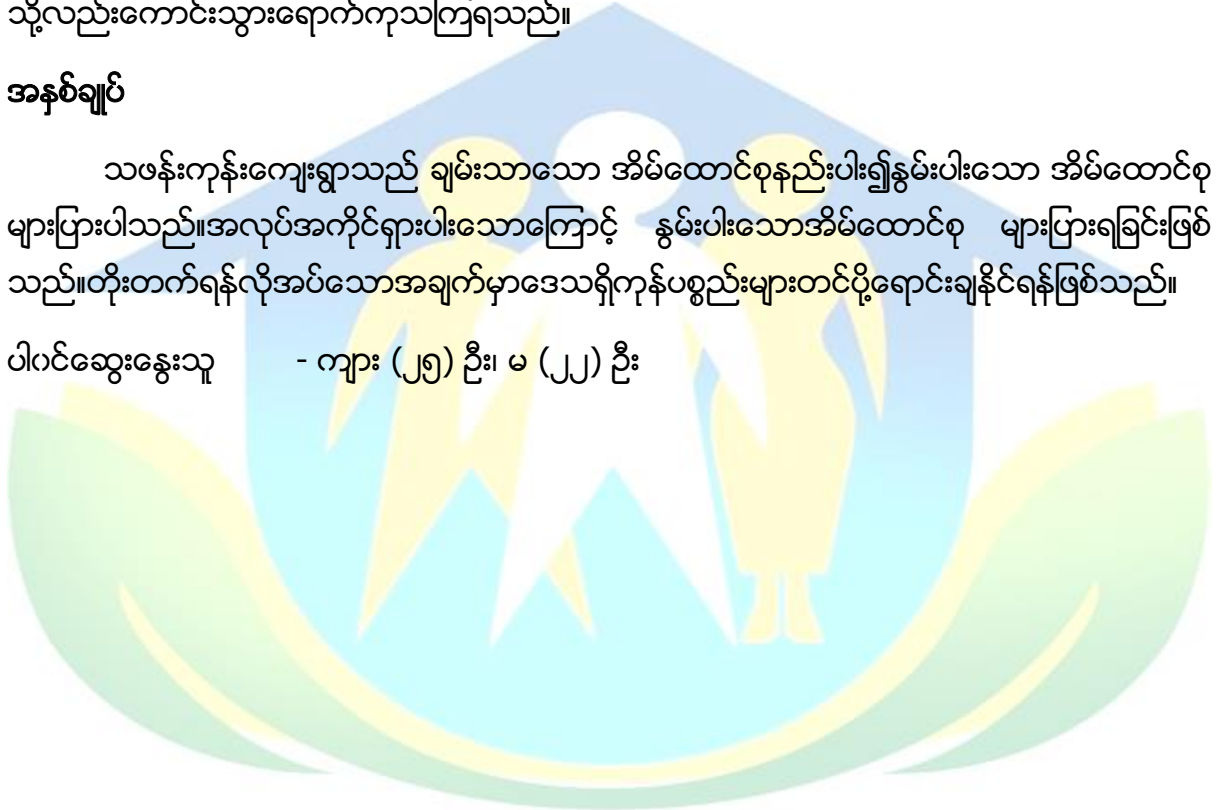 သို့လည်းကောင်းသွားရောက်ကုသကြရသည်။
အနှစ်ချုပ်
သဖန်းကုန်းကျေးရွာသည် ချမ်းသာသော အိမ်ထောင်စုနည်းပါး၍နွမ်းပါးသော အိမ်ထောင်စု
များပြားပါသည်။အလုပ်အကိုင်ရှားပါးသောကြောင့် နွမ်းပါးသောအိမ်ထောင်စု များပြားရခြင်းဖြစ်
သည်။တိုးတက်ရန်လိုအပ်သောအချက်မှာဒေသရှိကုန်ပစ္စည်းများတင်ပို့ရောင်းချနိုင်ရန်ဖြစ်သည်။
ပါဂင်ဆွေးနွေးသူ - ကျား (၂၅) ဦး၊ မ (၂၂) ဦး